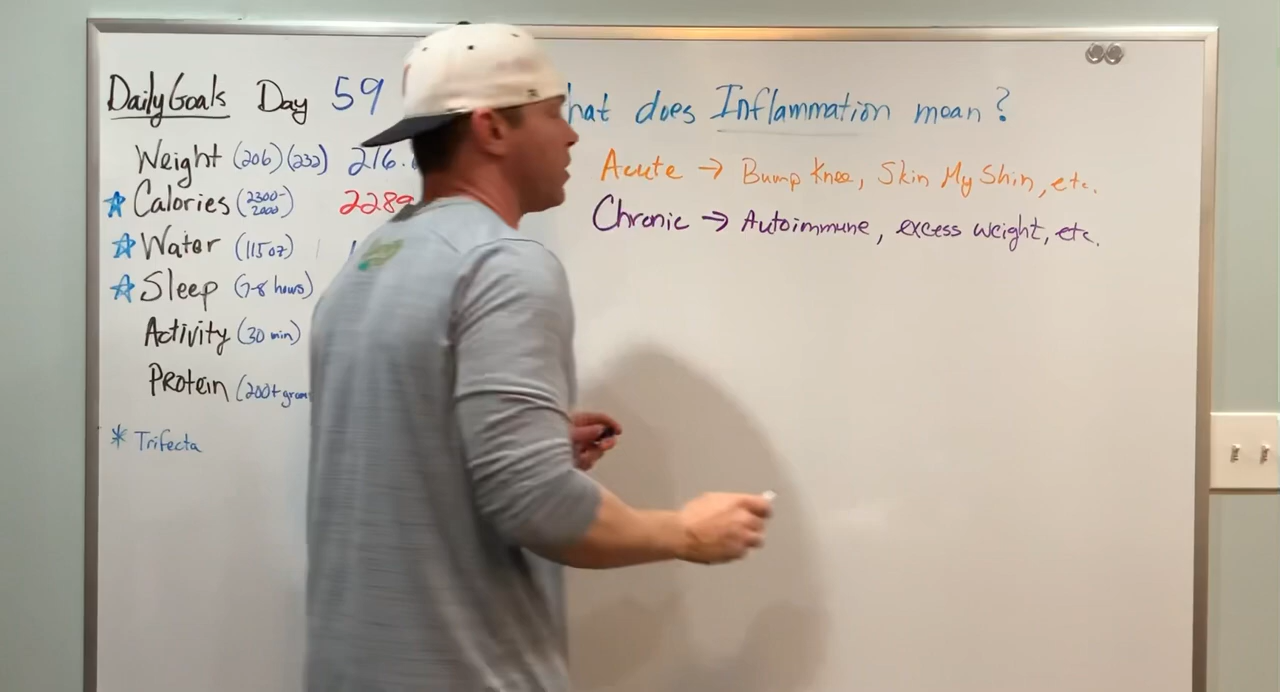 Daily Goals Day 59
Weight (206) (232) 216.
Calories (2300-2000) 2289
Water (115oz)
Sleep (7-8 hours)
Activity (30 min)
Protein (200+gram
* Trifecta
hat does Inflammation mean?
Acute → Bump Knee, Skin My Shin, etc.
Chronic → Autoimmune, excess weight, etc.